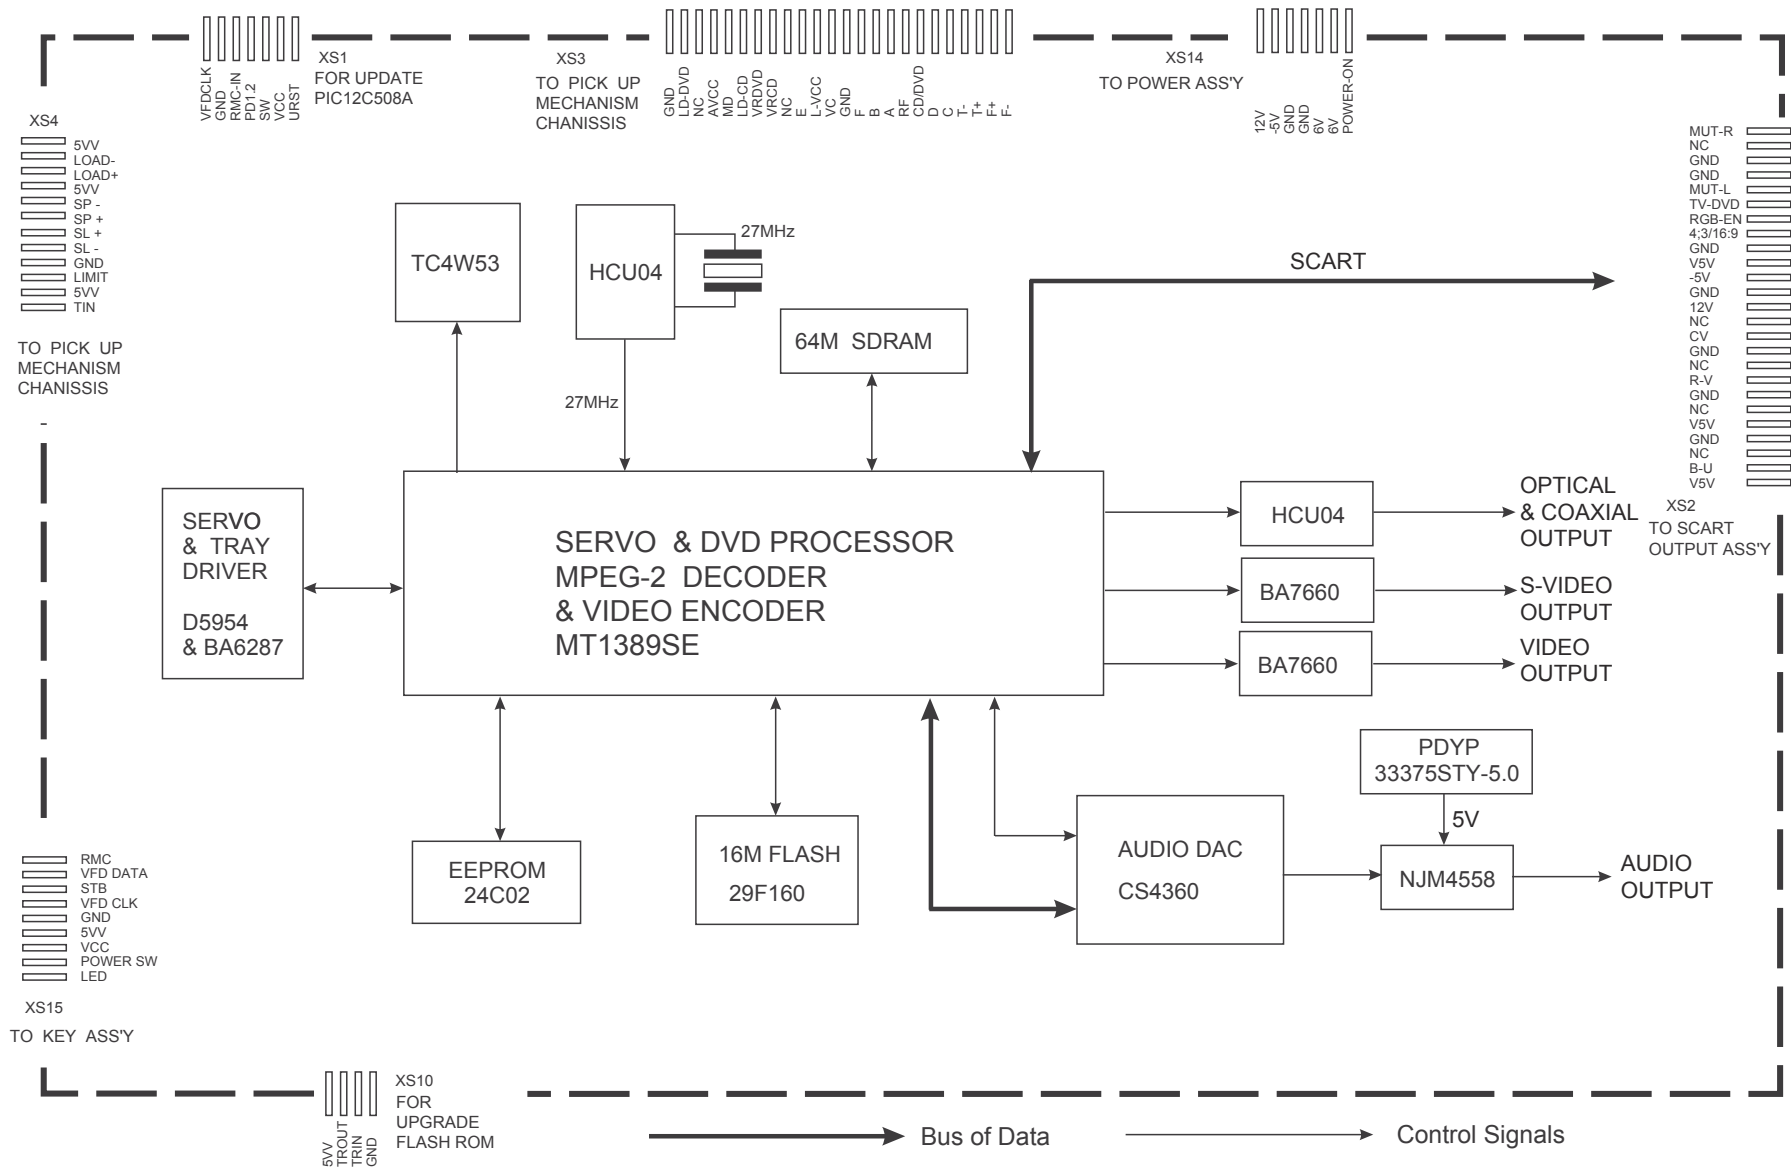 VFDCLK
GND
RMC-IN
PD1.2
SW
VCC
URST
XS1
FOR UPDATE
PIC12C508A
XS3
TO PICK UP
MECHANISM
CHANISSIS
GND
LD-DVD
NC
AVCC
MD
LD-CD
VRDVD
VRCD
NC
E
L-VCC
VC
GND
F
B
A
RF
CD/DVD
D
C
T-
T+
F+
F-
XS14
TO POWER ASS'Y
12V
-5V
GND
GND
6V
6V
POWER-ON
XS4
5VV
LOAD-
LOAD+
5VV
SP -
SP +
SL +
SL -
GND
LIMIT
5VV
TIN
TO PICK UP
MECHANISM
CHANISSIS
-
MUT-R
NC
GND
GND
MUT-L
TV-DVD
RGB-EN
4;3/16:9
GND
V5V
-5V
GND
12V
NC
CV
GND
NC
R-V
GND
NC
V5V
GND
NC
B-U
V5V
XS2
TO SCART
OUTPUT ASS'Y
TC4W53
HCU04
27MHz
27MHz
64M SDRAM
SCART
SERVO
& TRAY
DRIVER
D5954
& BA6287
SERVO & DVD PROCESSOR
MPEG-2 DECODER
& VIDEO ENCODER
MT1389SE
HCU04
OPTICAL
& COAXIAL
OUTPUT
BA7660
S-VIDEO
OUTPUT
BA7660
VIDEO
OUTPUT
PDYP
33375STY-5.0
5V
EEPROM
24C02
16M FLASH
29F160
AUDIO DAC
CS4360
NJM4558
AUDIO
OUTPUT
RMC
VFD DATA
STB
VFD CLK
GND
5VV
VCC
POWER SW
LED
XS15
TO KEY ASS'Y
5VV
TROUT
TRIN
GND
XS10
FOR
UPGRADE
FLASH ROM
Bus of Data
Control Signals